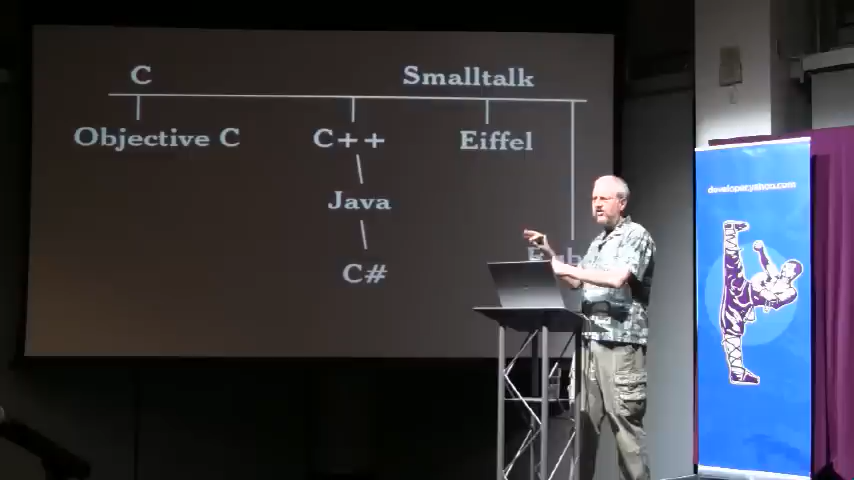 C Smalltalk
Objective C C++ Eiffel
Java
C#
developer.yahoo.com